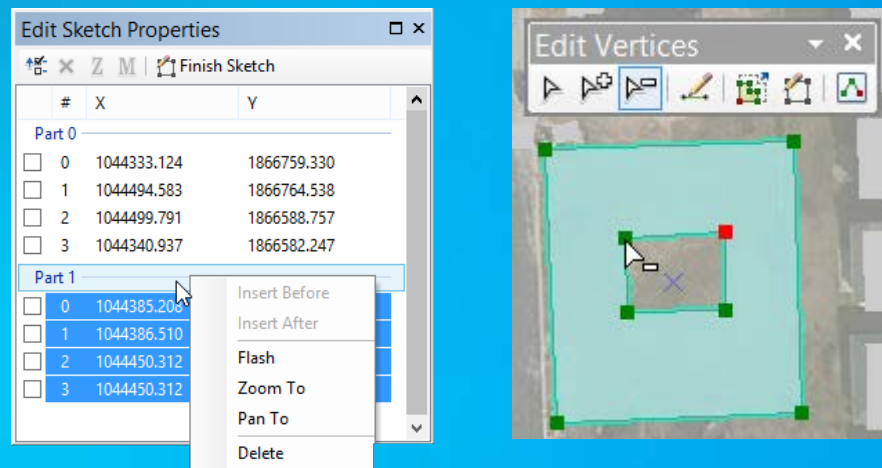 Edit Sketch Properties
Z M Finish Sketch
# X Y
Part 0
0 1044333.124 1866759.330
1 1044494.583 1866764.538
2 1044499.791 1866588.757
3 1044340.937 1866582.247
Part 1
0 1044385.208
1 1044386.510
2 1044450.312
3 1044450.312
Insert Before
Insert After
Flash
Zoom To
Pan To
Delete
Edit Vertices